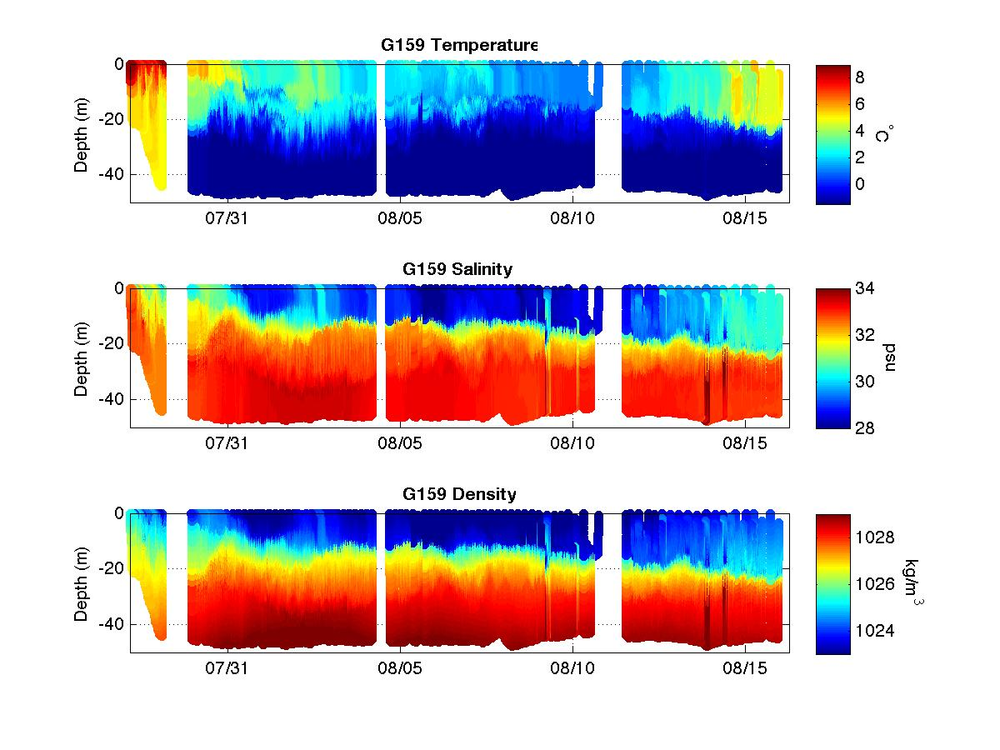 G159 Temperature
0
-20
-40
Depth (m)
07/31 08/05 08/10 08/15
8
6
4
2
0
°C
G159 Salinity
0
-20
-40
Depth (m)
07/31 08/05 08/10 08/15
34
32
30
28
psu
G159 Density
0
-20
-40
Depth (m)
07/31 08/05 08/10 08/15
1028
1026
1024
kg/m³